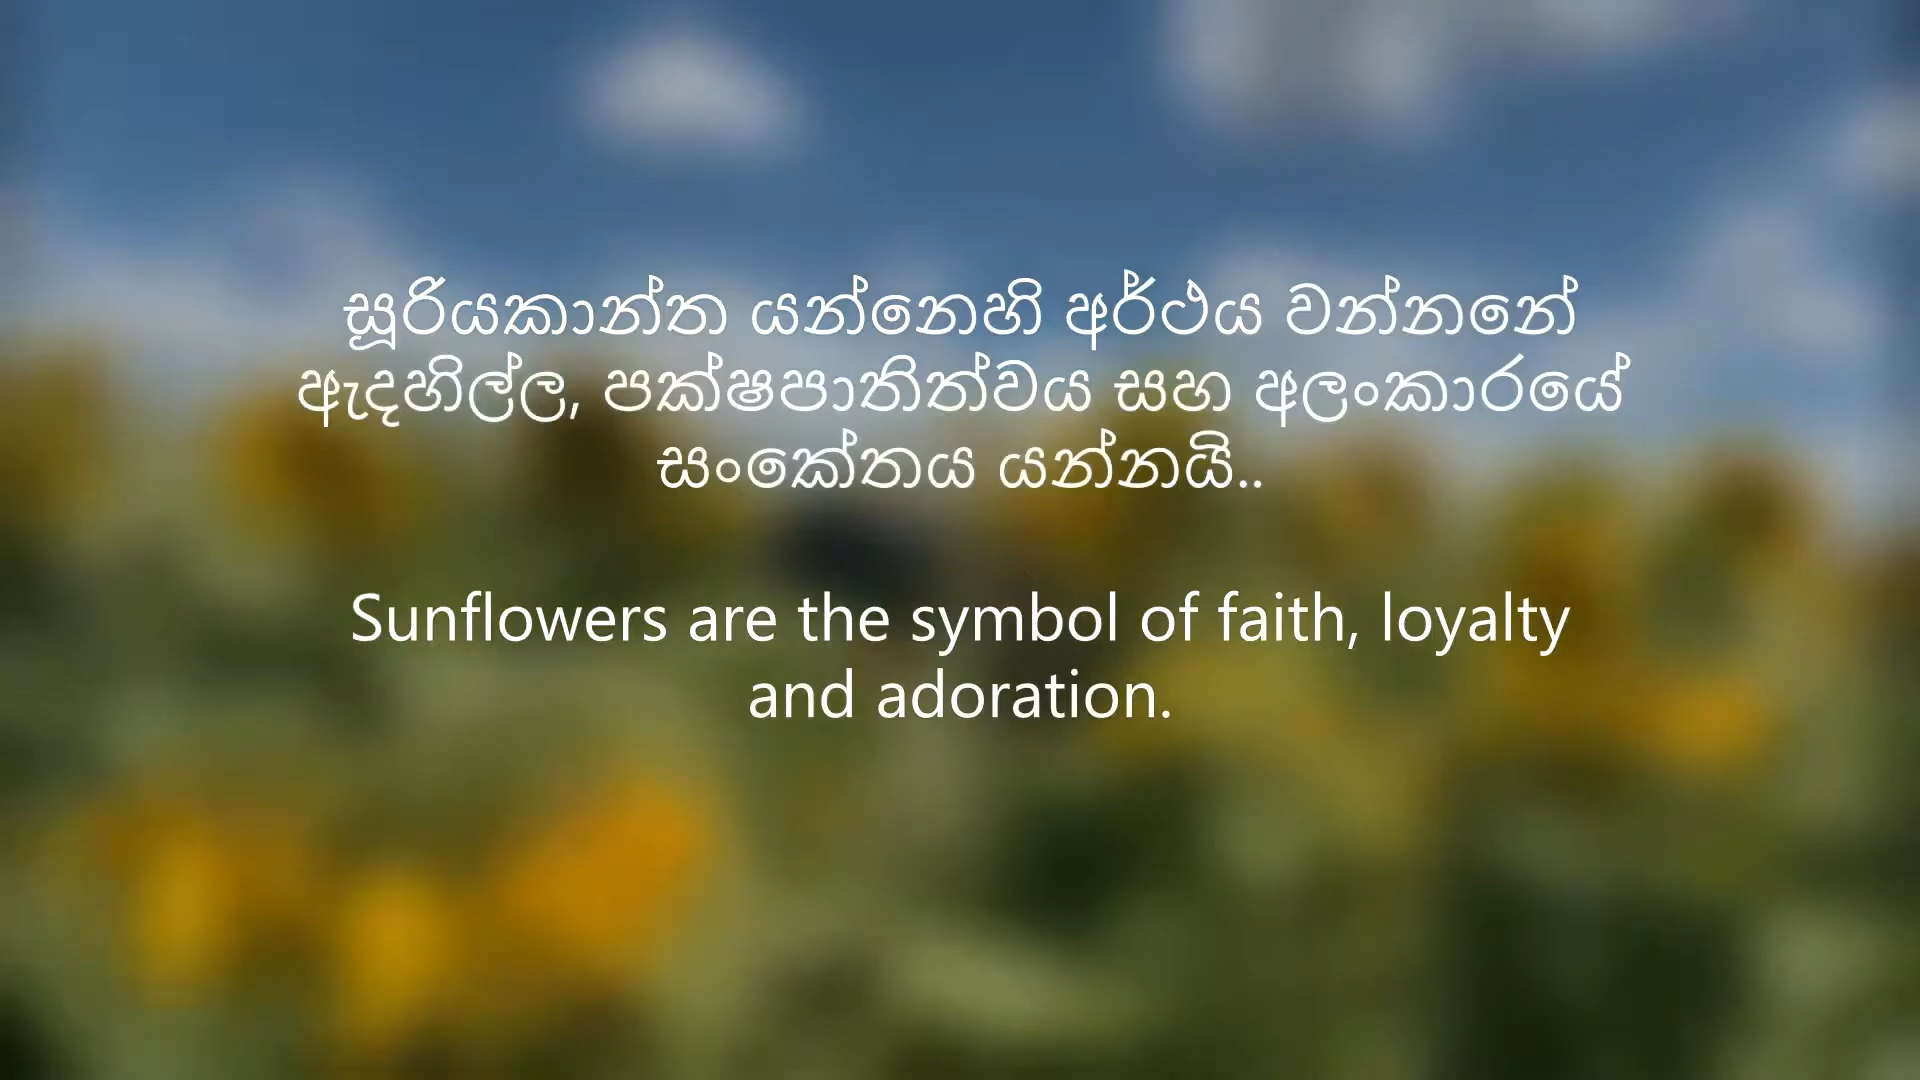 සූරියකාන්ත යන්නෙහි අර්ථය වන්නනේ
ඇදහිල්ල, පක්ෂපාතිත්වය සහ අලංකාරයේ
සංකේතය යන්නයි..
Sunflowers are the symbol of faith, loyalty
and adoration.